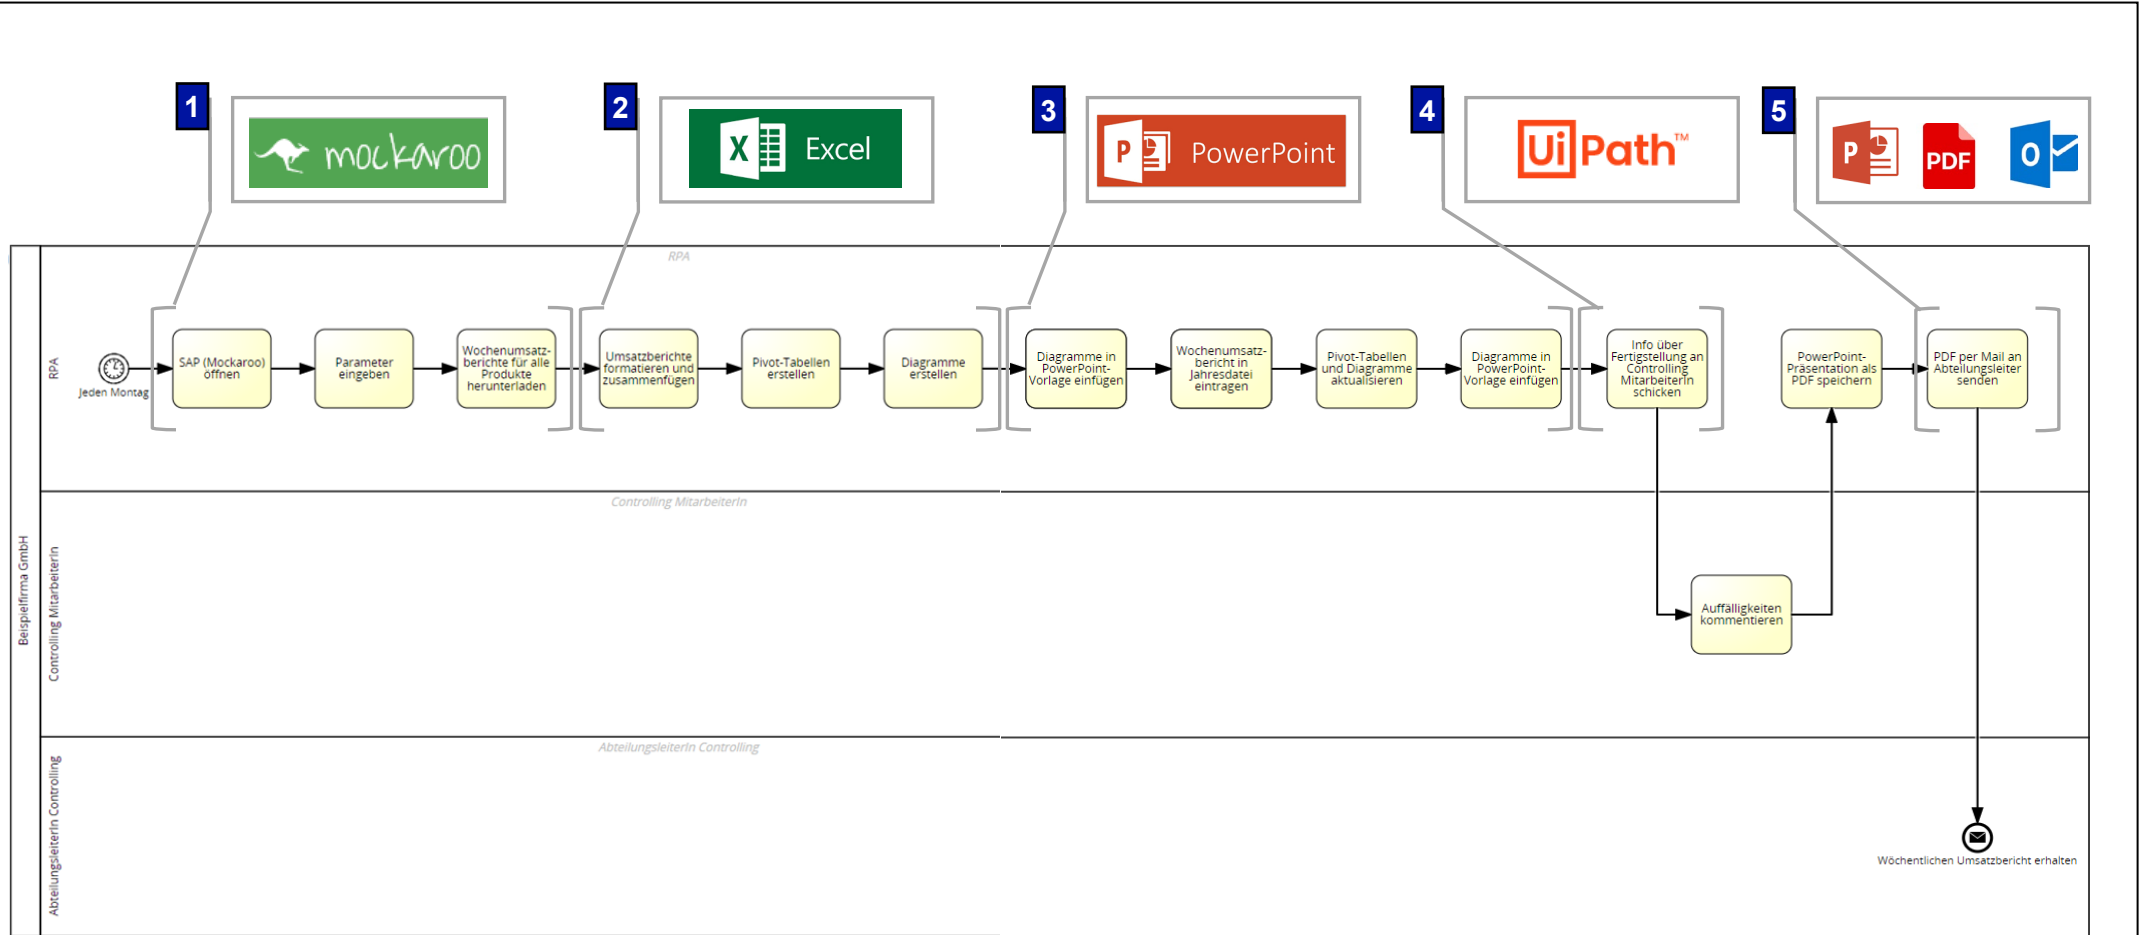 1
mockaroo
2
X
Excel
3
P
PowerPoint
4
UiPath™
5
P
PDF
O
Beispielfirma GmbH
RPA
RPA
Jeden Montag
SAP (Mockaroo)
öffnen
Parameter
eingeben
Wochenumsatz-
berichte für alle
Produkte
herunterladen
Umsatzberichte
formatieren und
zusammenfügen
Pivot-Tabellen
erstellen
Diagramme
erstellen
Diagramme in
PowerPoint-
Vorlage einfügen
Wochenumsatz-
bericht in
Jahresdatei
eintragen
Pivot-Tabellen
und Diagramme
aktualisieren
Diagramme in
PowerPoint-
Vorlage einfügen
Info über
Fertigstellung an
Controlling
MitarbeiterIn
schicken
PowerPoint-
Präsentation als
PDF speichern
PDF per Mail an
Abteilungsleiter
senden
Controlling MitarbeiterIn
Controlling MitarbeiterIn
Auffälligkeiten
kommentieren
AbteilungsleiterIn Controlling
AbteilungsleiterIn Controlling
Wöchentlichen Umsatzbericht erhalten